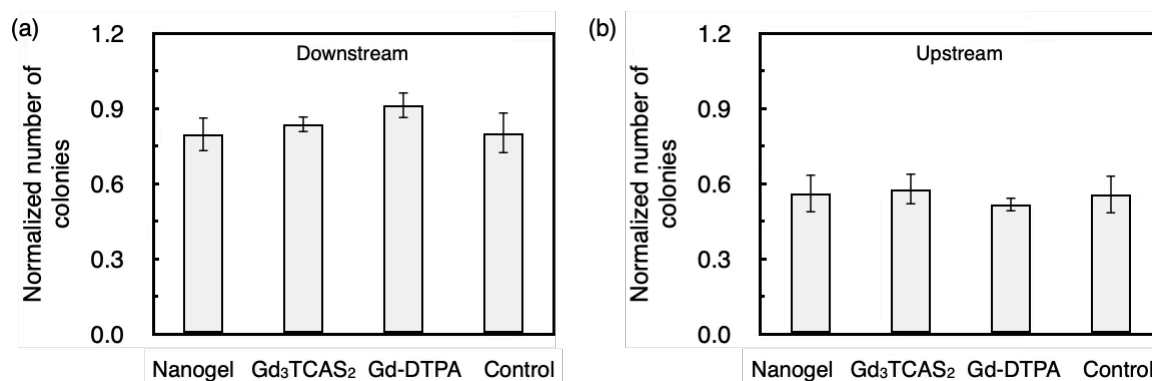 (a)
Normalized number of
colonies
1.2
0.9
0.6
0.3
0.0
Downstream
Nanogel Gd₃TCAS₂ Gd-DTPA Control
(b)
Normalized number of
colonies
1.2
0.9
0.6
0.3
0.0
Upstream
Nanogel Gd₃TCAS₂ Gd-DTPA Control